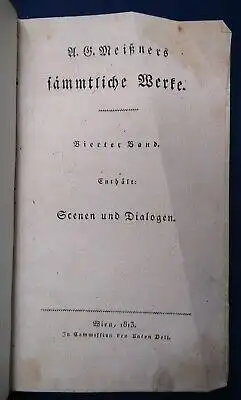 A. G. Meißners
sämmtliche Werke.
Vierter Band.
Enthält:
Scenen und Dialogen.
Wien, 1813.
In Commission bey Anton Doll.